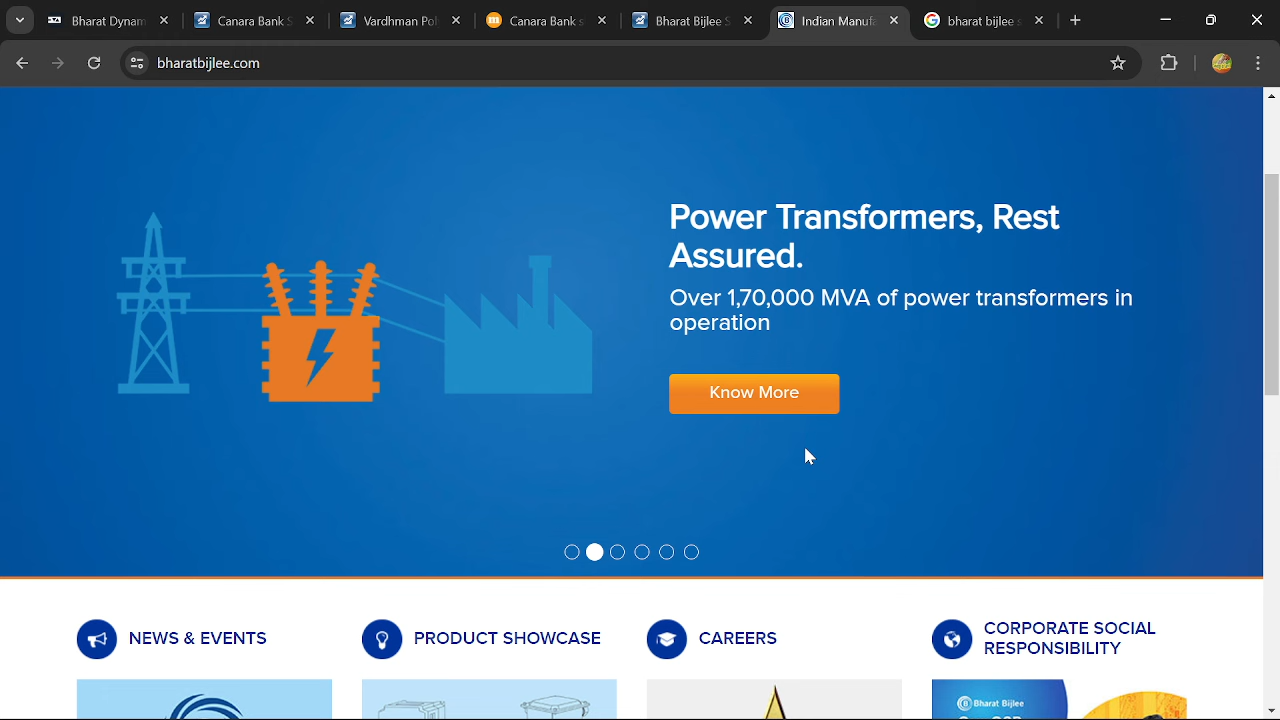 Bharat Dynam
Canara Bank S
Vardhman Pol
Canara Bank s
Bharat Bijlee S
Indian Manufa
bharat bijlee s
bharatbijlee.com
Power Transformers, Rest
Assured.
Over 1,70,000 MVA of power transformers in
operation
Know More
NEWS & EVENTS
PRODUCT SHOWCASE
CAREERS
CORPORATE SOCIAL
RESPONSIBILITY
Bharat Bijlee